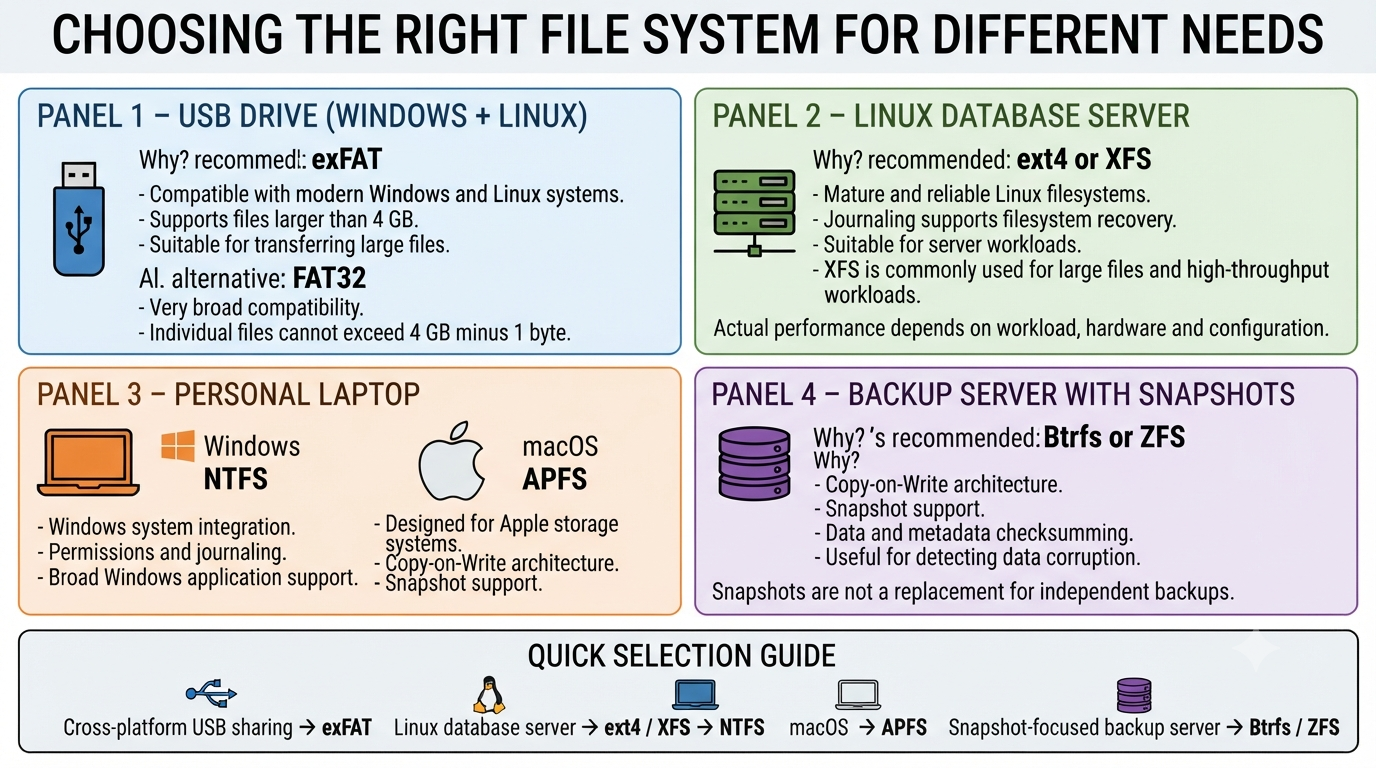 CHOOSING THE RIGHT FILE SYSTEM FOR DIFFERENT NEEDS
PANEL 1 – USB DRIVE (WINDOWS + LINUX)
Why? recommed!: exFAT
- Compatible with modern Windows and Linux systems.
- Supports files larger than 4 GB.
- Suitable for transferring large files.
Al. alternative: FAT32
- Very broad compatibility.
- Individual files cannot exceed 4 GB minus 1 byte.
PANEL 2 – LINUX DATABASE SERVER
Why? recommended: ext4 or XFS
- Mature and reliable Linux filesystems.
- Journaling supports filesystem recovery.
- Suitable for server workloads.
- XFS is commonly used for large files and high-throughput
workloads.
Actual performance depends on workload, hardware and configuration.
PANEL 3 – PERSONAL LAPTOP
Windows
NTFS
- Windows system integration.
- Permissions and journaling.
- Broad Windows application support.
macOS
APFS
- Designed for Apple storage
systems.
- Copy-on-Write architecture.
- Snapshot support.
PANEL 4 – BACKUP SERVER WITH SNAPSHOTS
Why? 's recommended: Btrfs or ZFS
Why?
- Copy-on-Write architecture.
- Snapshot support.
- Data and metadata checksumming.
- Useful for detecting data corruption.
Snapshots are not a replacement for independent backups.
QUICK SELECTION GUIDE
Cross-platform USB sharing → exFAT
Linux database server → ext4 / XFS → NTFS
macOS → APFS
Snapshot-focused backup server → Btrfs / ZFS